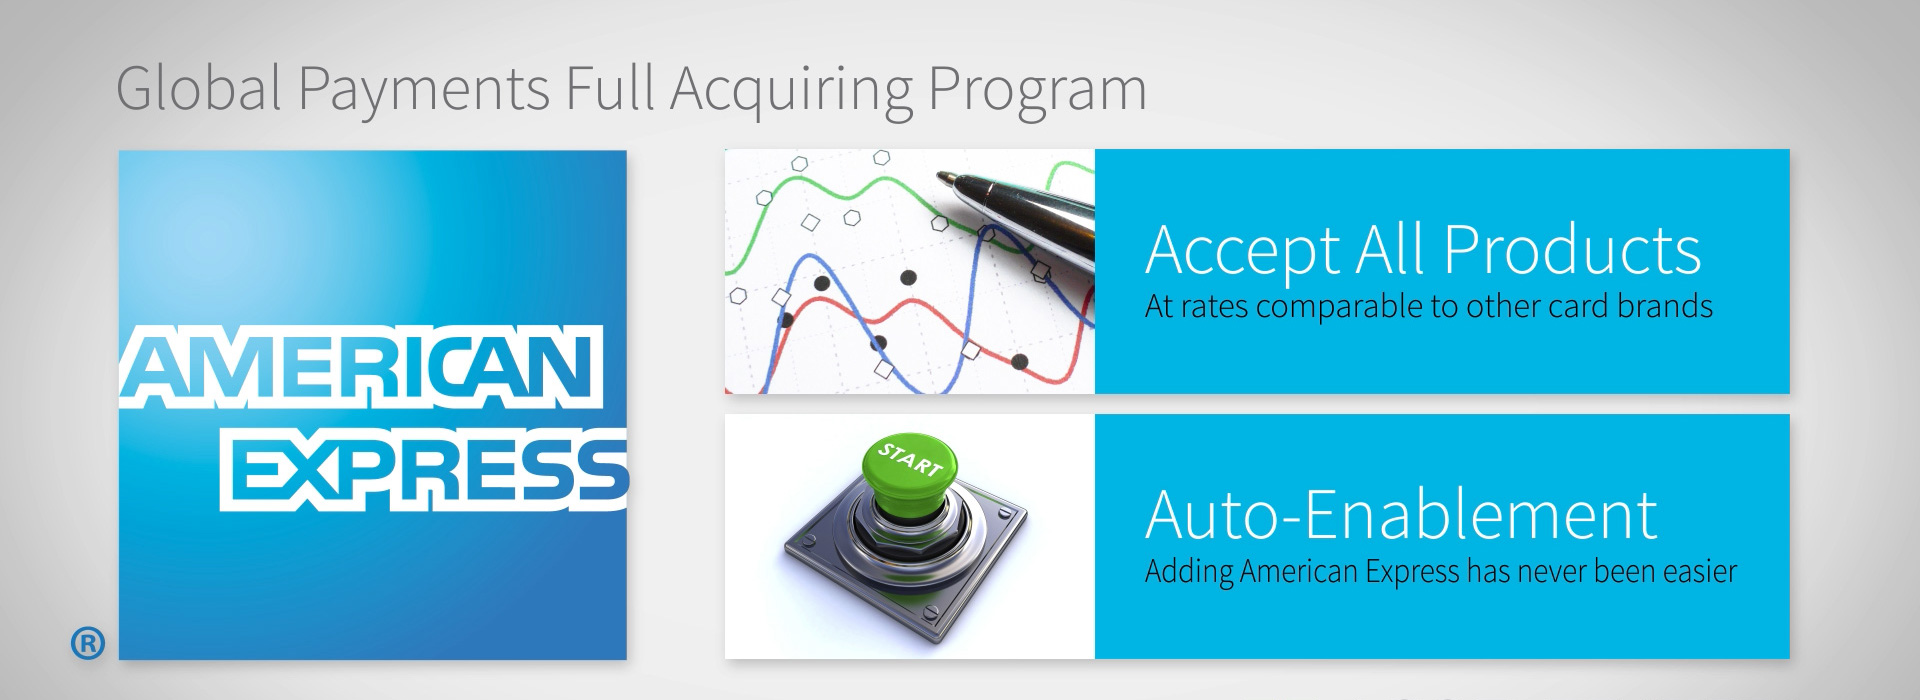 Global Payments Full Acquiring Program
AMERICAN
EXPRESS
®
Accept All Products
At rates comparable to other card brands
START
Auto-Enablement
Adding American Express has never been easier